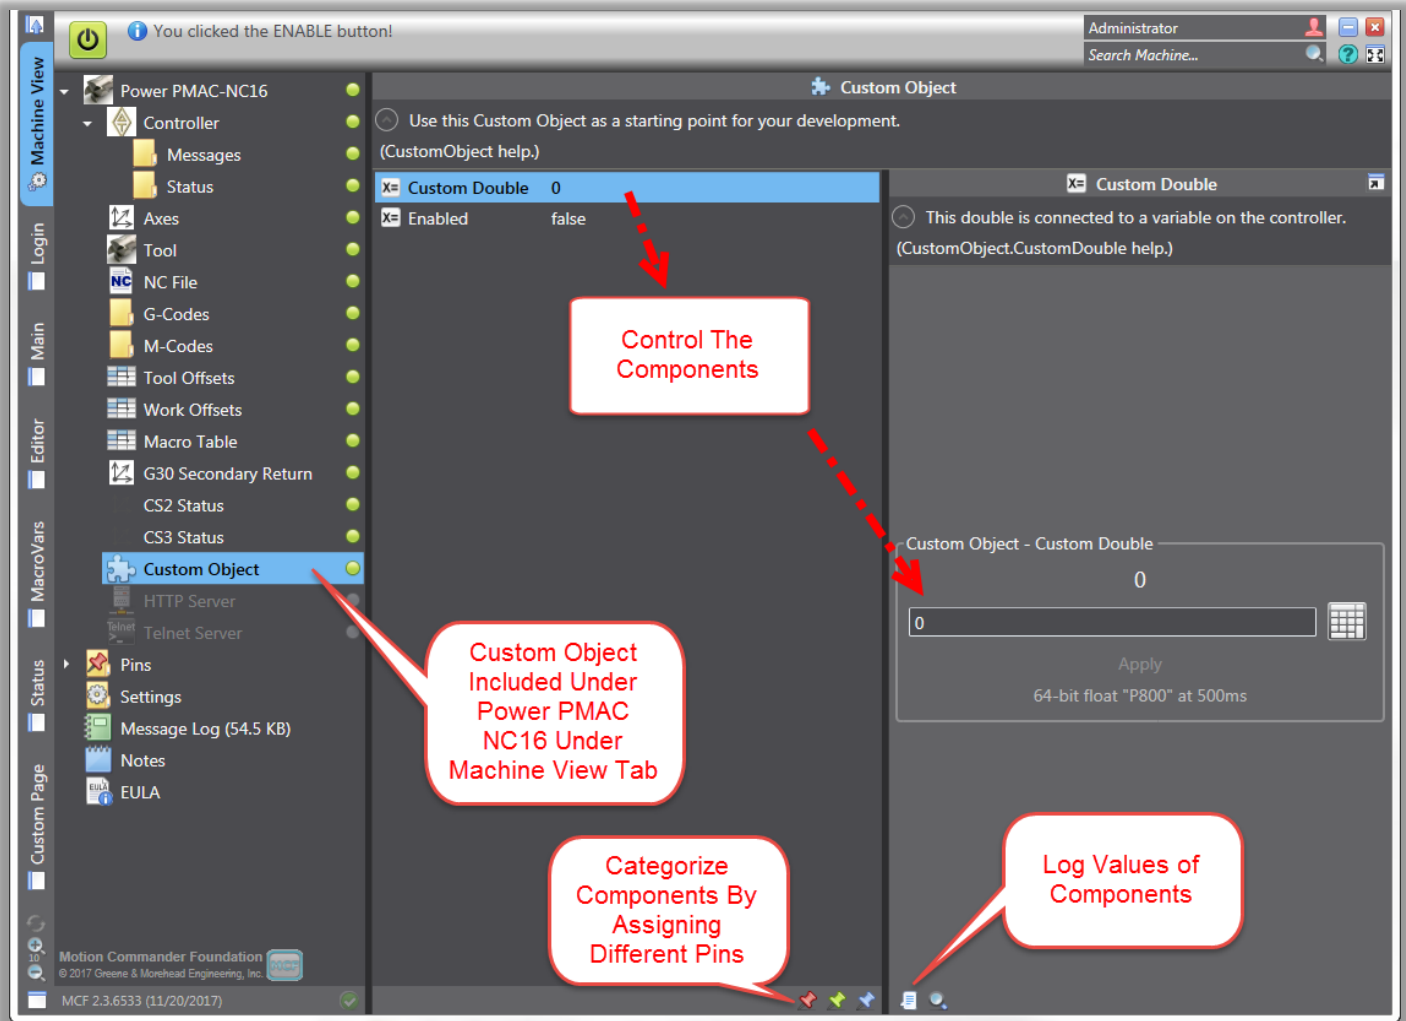 You clicked the ENABLE button!
Administrator
Search Machine...
Machine View
Login
Main
Editor
MacroVars
Status
Custom Page
10
Power PMAC-NC16
Controller
Messages
Status
Axes
Tool
NC
NC File
G-Codes
M-Codes
Tool Offsets
Work Offsets
Macro Table
G30 Secondary Return
CS2 Status
CS3 Status
Custom Object
HTTP Server
Telnet
Telnet Server
Pins
Settings
Message Log (54.5 KB)
Notes
EULA
EULA
Motion Commander Foundation
© 2017 Greene & Morehead Engineering, Inc.
MCF 2.3.6533 (11/20/2017)
Custom Object
Use this Custom Object as a starting point for your development.
(CustomObject help.)
X= Custom Double 0
X= Enabled false
X= Custom Double
This double is connected to a variable on the controller.
(CustomObject.CustomDouble help.)
Control The
Components
Custom Object - Custom Double
0
0
Apply
64-bit float "P800" at 500ms
Custom Object
Included Under
Power PMAC
NC16 Under
Machine View Tab
Categorize
Components By
Assigning
Different Pins
Log Values of
Components